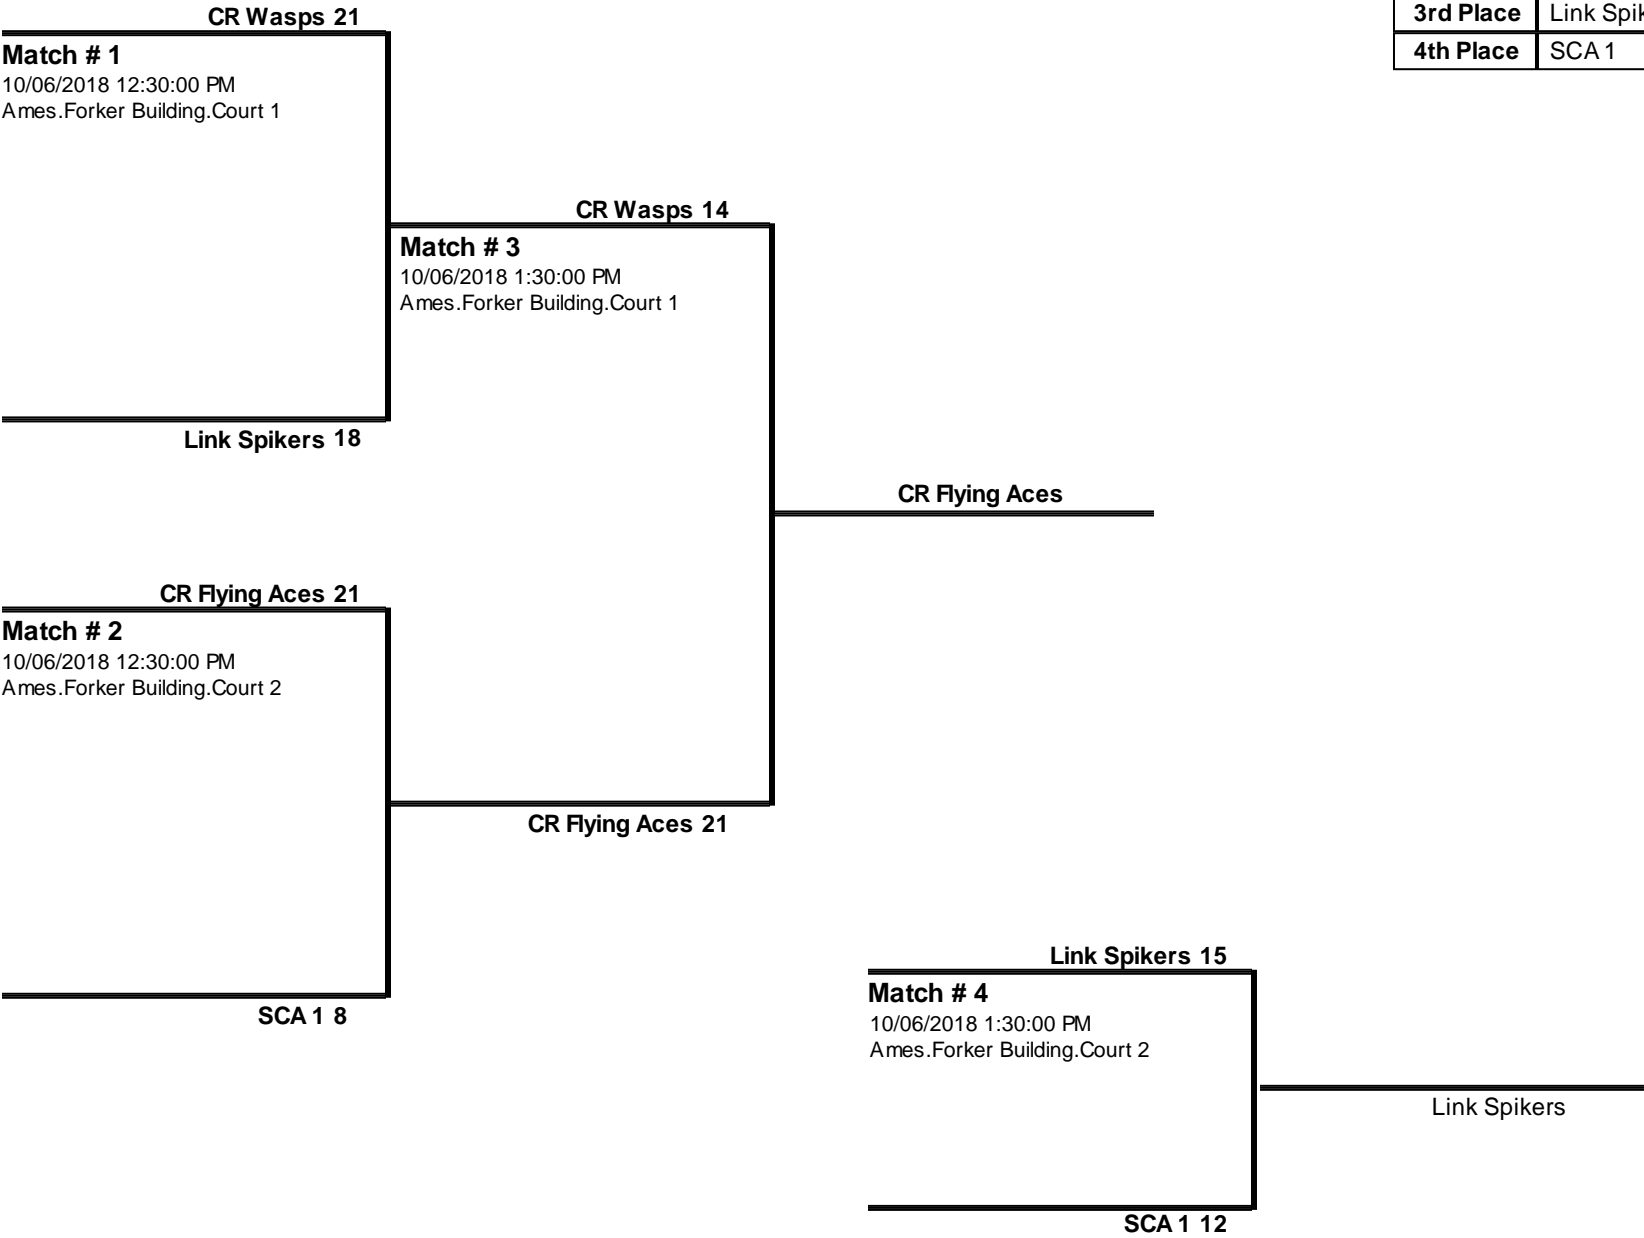 CR Wasps 21
3rd Place Link
4th Place SCA 1
Match # 1
10/06/2018 12:30:00 PM
Ames.Forker Building.Court 1
CR Wasps 14
Match # 3
10/06/2018 1:30:00 PM
Ames.Forker Building.Court 1
Link Spikers 18
CR Flying Aces
CR Flying Aces 21
Match # 2
10/06/2018 12:30:00 PM
Ames.Forker Building.Court 2
CR Flying Aces 21
Link Spikers 15
Match # 4
10/06/2018 1:30:00 PM
Ames.Forker Building.Court 2
SCA 1 8
Link Spikers
SCA 1 12